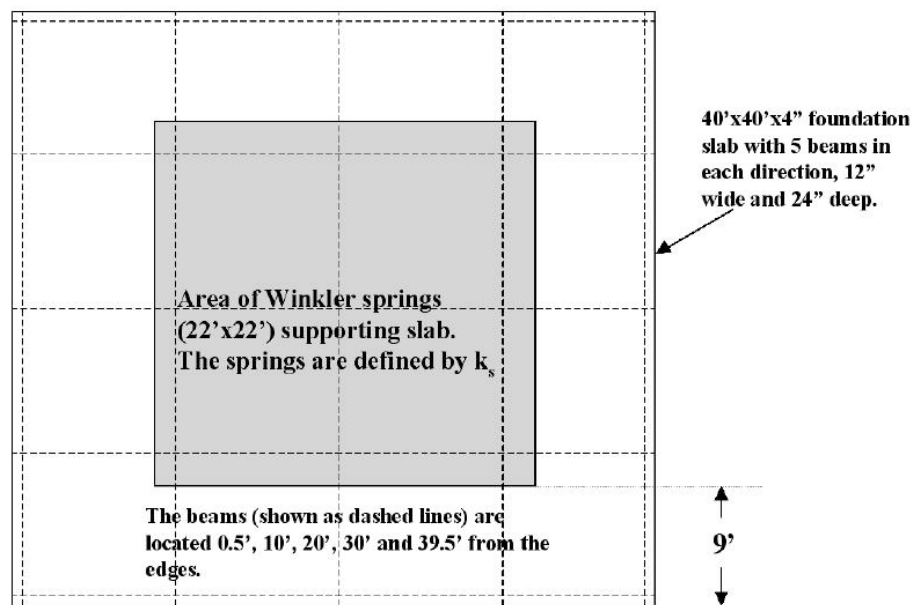 40’x40’x4” foundation
slab with 5 beams in
each direction, 12”
wide and 24” deep.
Area of Winkler springs
(22’x22’) supporting slab.
The springs are defined by kₛ
The beams (shown as dashed lines) are
located 0.5’, 10’, 20’, 30’ and 39.5’ from the
edges.
9’